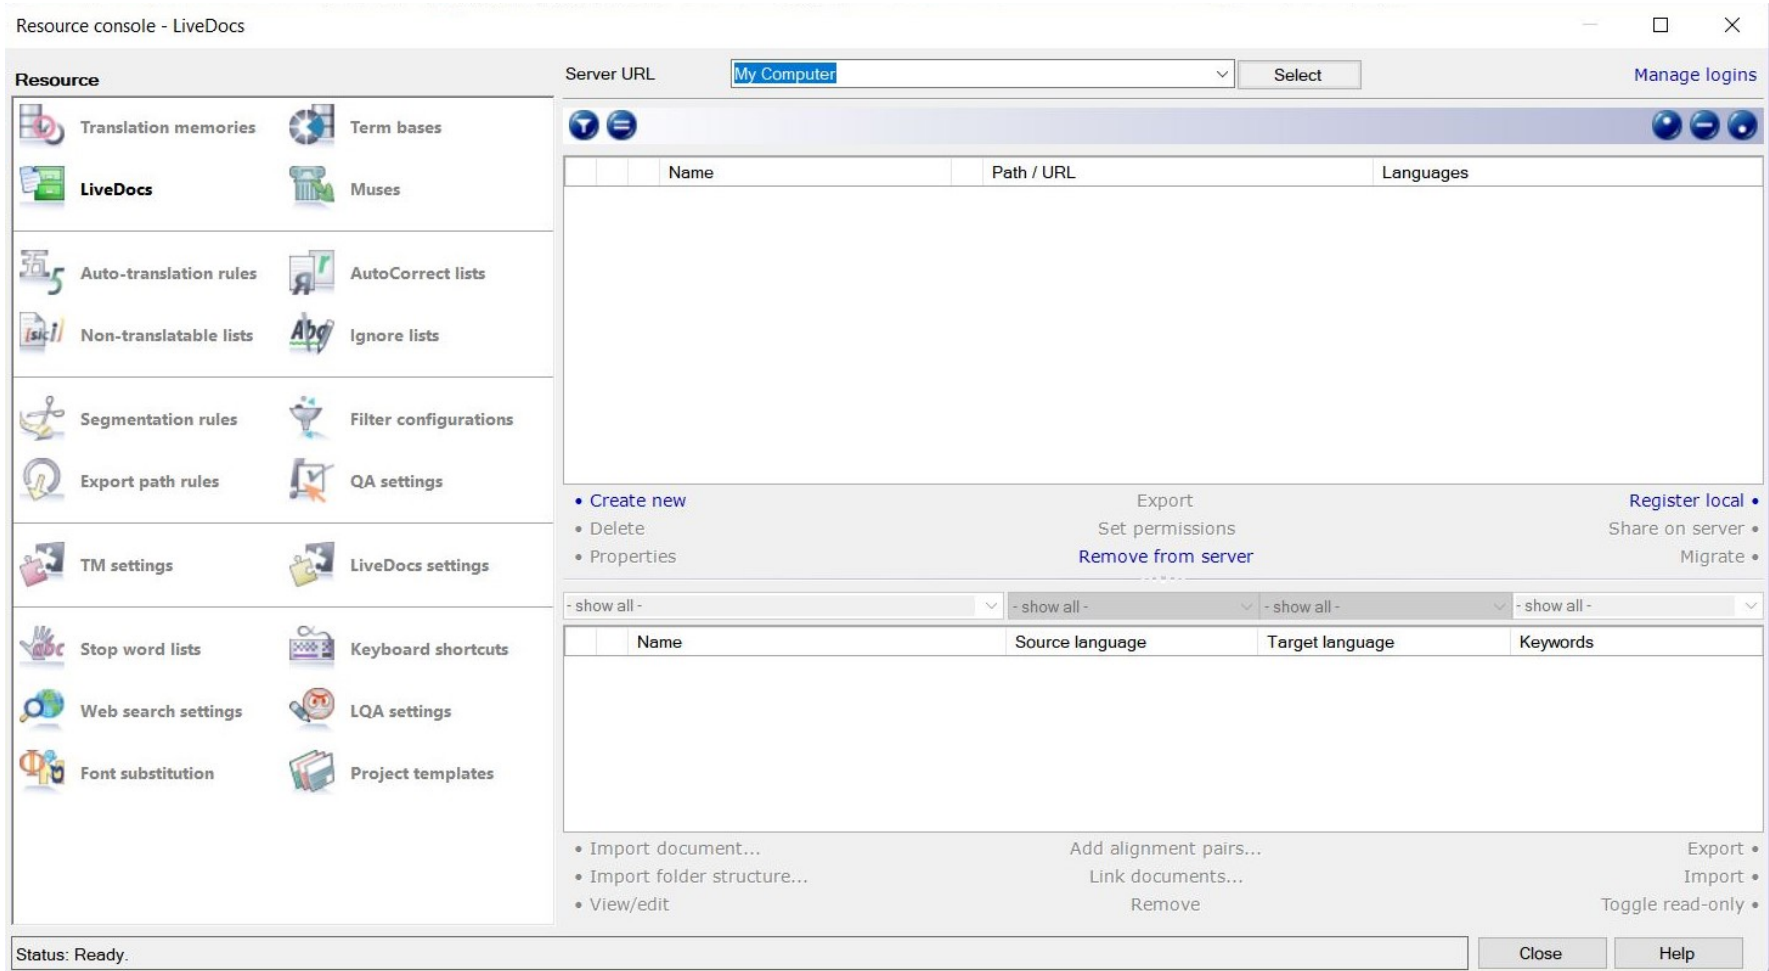 Resource console - LiveDocs
Resource
Translation memories
Term bases
LiveDocs
Muses
Auto-translation rules
AutoCorrect lists
Non-translatable lists
Ignore lists
Segmentation rules
Filter configurations
Export path rules
QA settings
TM settings
LiveDocs settings
Stop word lists
Keyboard shortcuts
Web search settings
LQA settings
Font substitution
Project templates
Server URL My Computer Select Manage logins
Name Path / URL Languages
• Create new Export Register local •
• Delete Set permissions Share on server •
• Properties Remove from server Migrate •
- show all - - show all - - show all - - show all -
Name Source language Target language Keywords
• Import document... Add alignment pairs... Export •
• Import folder structure... Link documents... Import •
• View/edit Remove Toggle read-only •
Status: Ready. Close Help